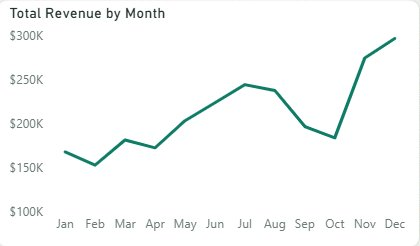 Total Revenue by Month
$300K
$250K
$200K
$150K
$100K
Jan Feb Mar Apr May Jun Jul Aug Sep Oct Nov Dec